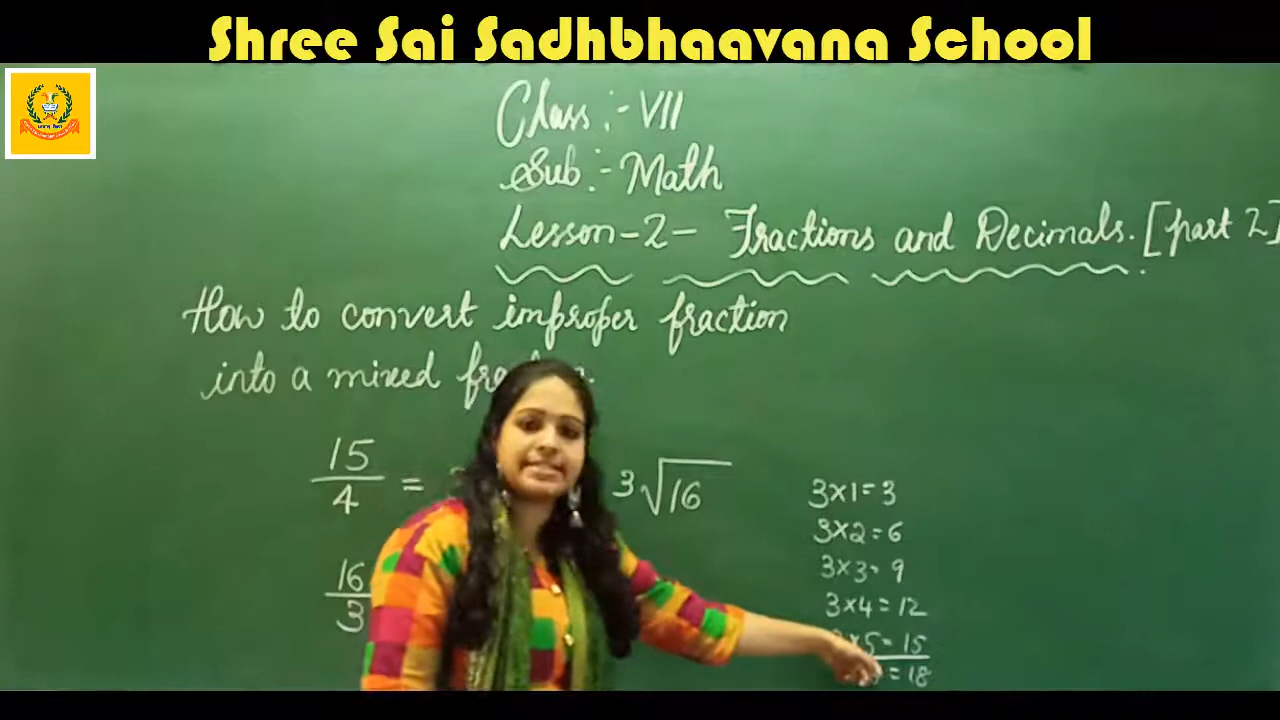 Shree Sai Sadhbhaavana School
Class :- VII
Sub :- Math
Lesson - 2 - Fractions and Decimals. [part 2]
How to convert improper fraction
into a mixed
15/4 =
3√16
16/3
3×1=3
3×2=6
3×3=9
3×4=12
×5=15
=18